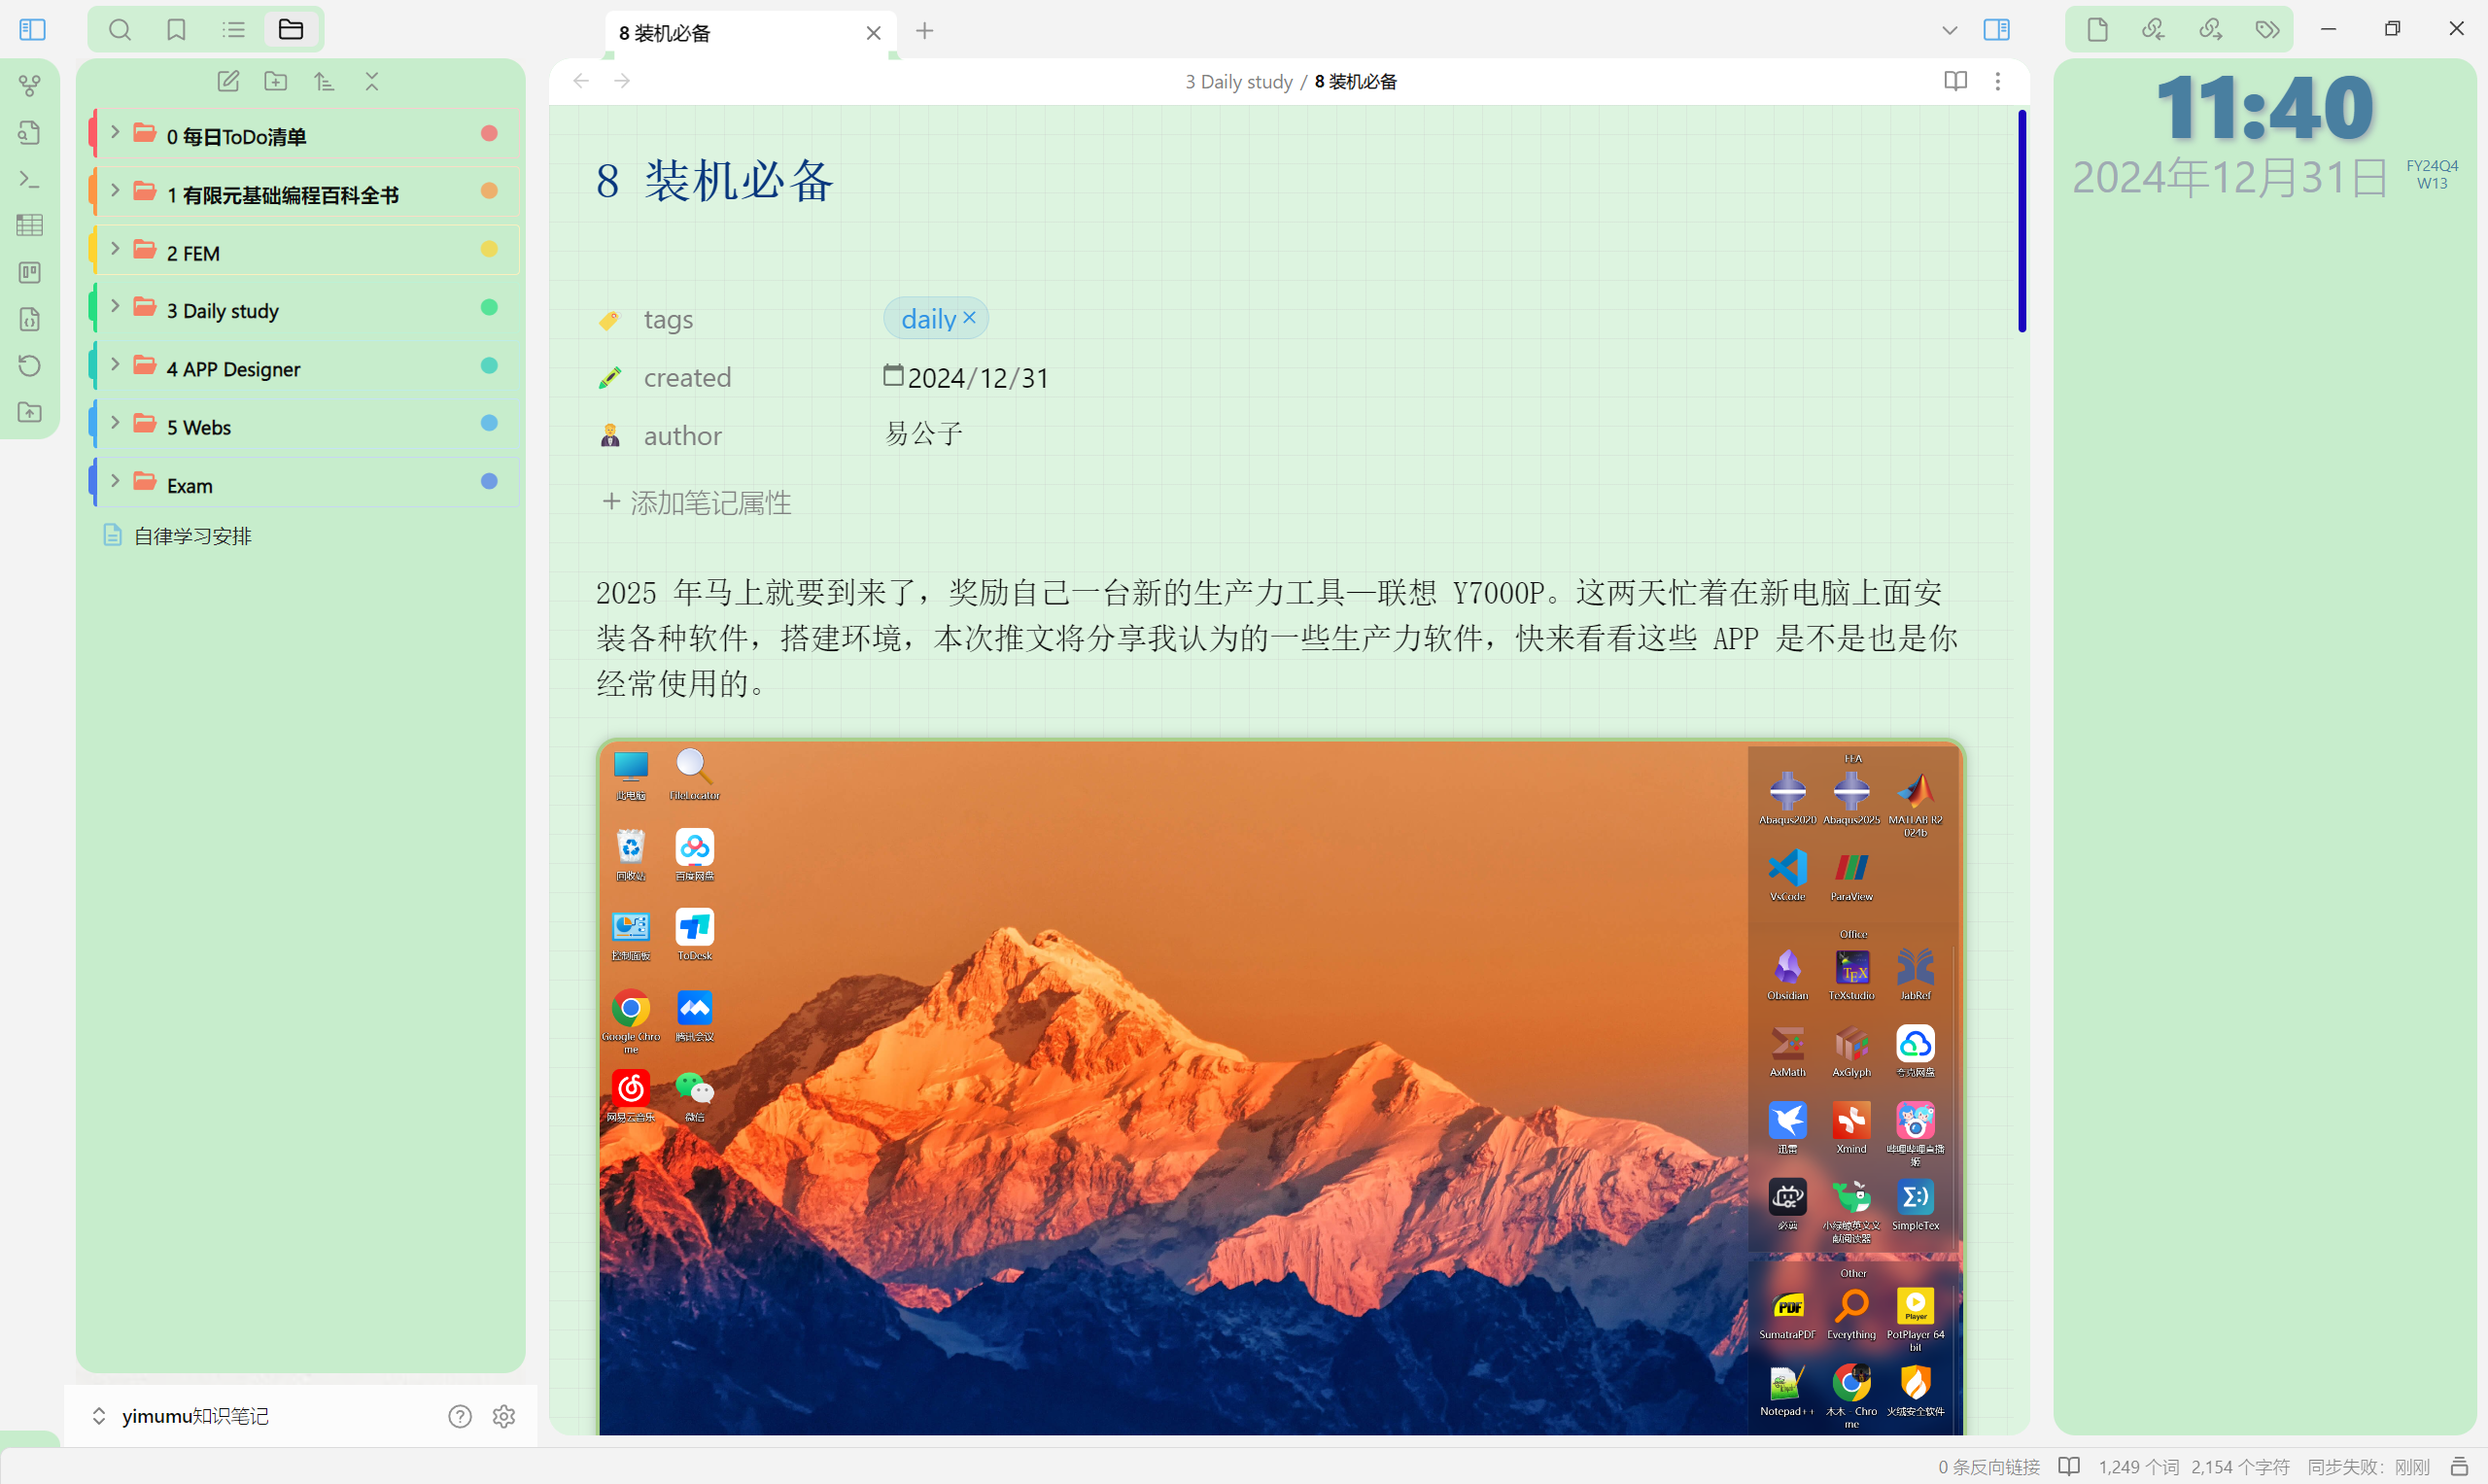 8 装机必备
3 Daily study / 8 装机必备
0 每日ToDo清单
1 有限元基础编程百科全书
2 FEM
3 Daily study
4 APP Designer
5 Webs
Exam
自律学习安排
yimumu知识笔记
8 装机必备
tags
daily
created
2024/12/31
author
易公子
添加笔记属性
2025 年马上就要到来了，奖励自己一台新的生产力工具—联想 Y7000P。这两天忙着在新电脑上面安
装各种软件，搭建环境，本次推文将分享我认为的一些生产力软件，快来看看这些 APP 是不是也是你
经常使用的。
此电脑
FileLocator
回收站
百度网盘
控制面板
ToDesk
Google Chro
me
腾讯会议
网易云音乐
微信
FEA
Abaqus2020
Abaqus2025
MATLAB R2
024b
VsCode
ParaView
Office
Obsidian
TeXstudio
JabRef
AxMath
AxGlyph
夸克网盘
迅雷
Xmind
哔哩哔哩直播
姬
必剪
小绿鲸英文文
献阅读器
SimpleTex
Other
SumatraPDF
Everything
PotPlayer 64
bit
Notepad++
木木 - Chro
me
火绒安全软件
11:40
2024年12月31日
FY24Q4
W13
0 条反向链接
1,249 个词
2,154 个字符
同步失败：刚刚